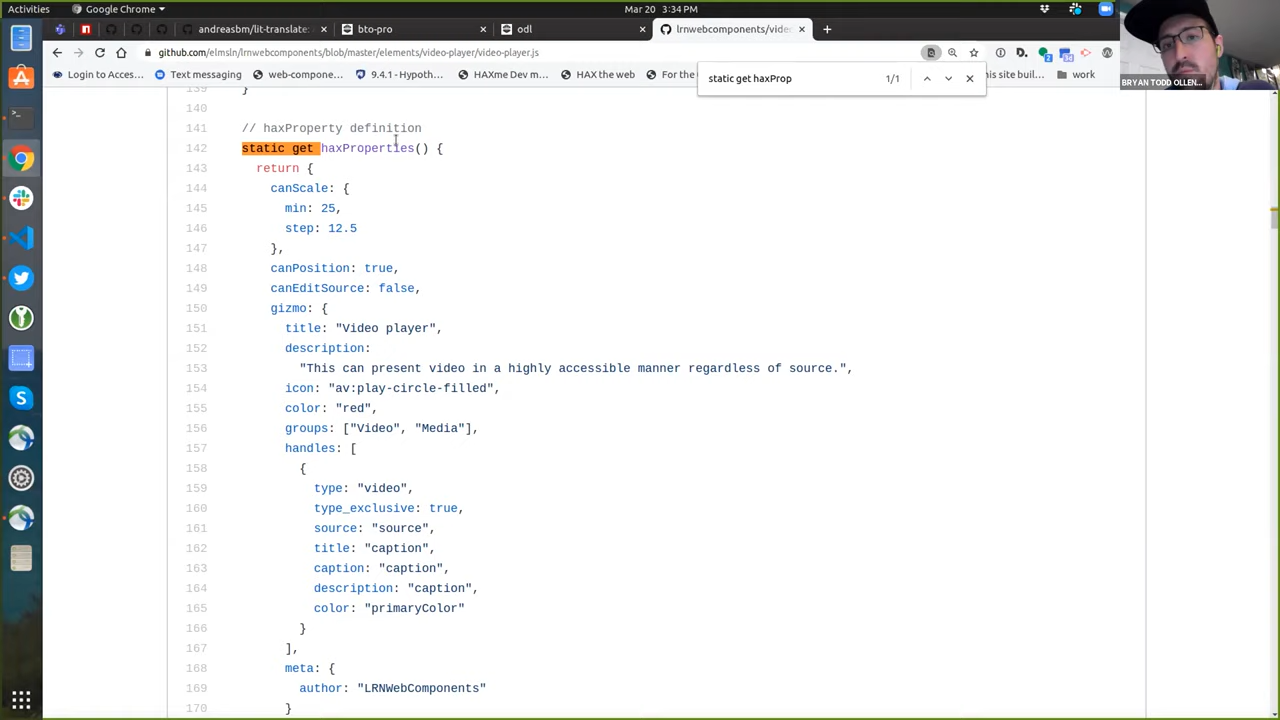 Activities
Google Chrome
Mar 20 3:34 PM
andreasbm/lit-translate:
bto-pro
odl
lrnwebcomponents/vide
github.com/elmsln/lrnwebcomponents/blob/master/elements/video-player/video-player.js
Login to Acces...
Text messaging
web-compone...
9.4.1 - Hypoth...
HAXme Dev m...
HAX the web
For the
this site buil...
work
static get haxProp
1/1
BRYAN TODD OLLEN...
139 }
140
141 // haxProperty definition
142 static get haxProperties() {
143 return {
144 canScale: {
145 min: 25,
146 step: 12.5
147 },
148 canPosition: true,
149 canEditSource: false,
150 gizmo: {
151 title: "Video player",
152 description:
153 "This can present video in a highly accessible manner regardless of source.",
154 icon: "av:play-circle-filled",
155 color: "red",
156 groups: ["Video", "Media"],
157 handles: [
158 {
159 type: "video",
160 type_exclusive: true,
161 source: "source",
162 title: "caption",
163 caption: "caption",
164 description: "caption",
165 color: "primaryColor"
166 }
167 ],
168 meta: {
169 author: "LRNWebComponents"
170 }